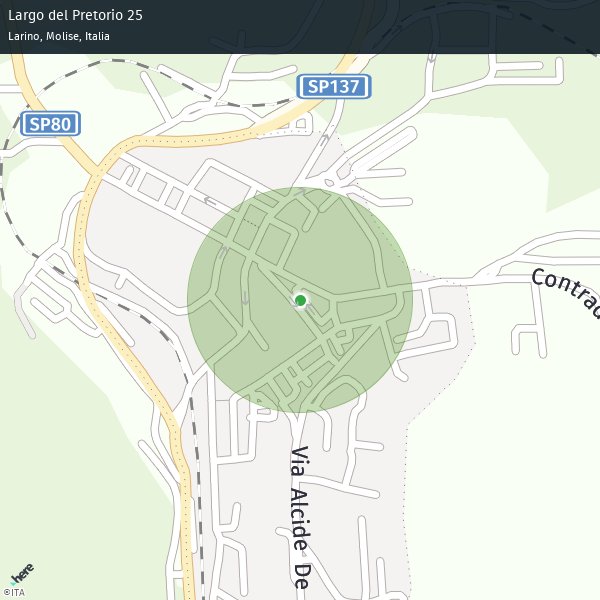 Largo del Pretorio 25
Larino, Molise, Italia
SP137
SP80
Contrad
Via Alcide De
here
©ITA